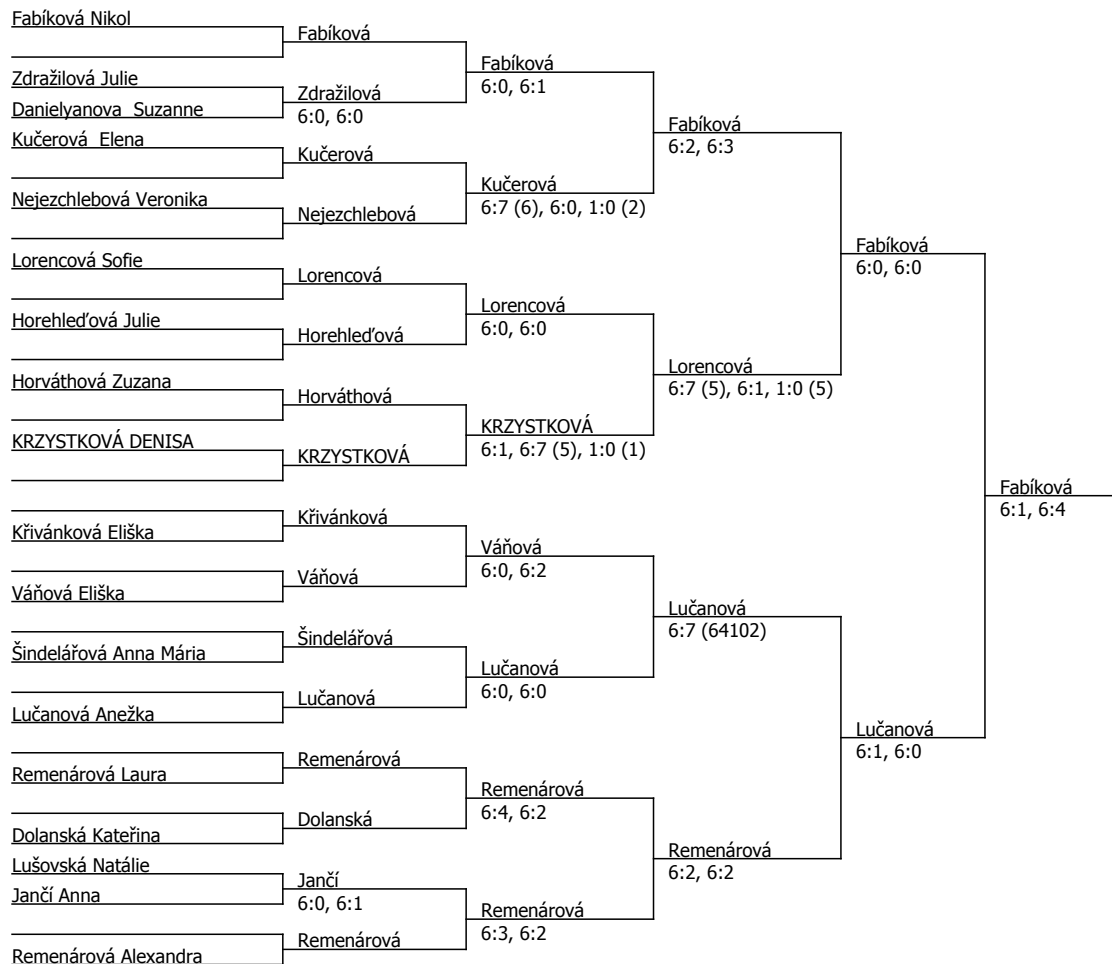 Fabíková Nikol
Zdražilová Julie
Danielyanova  Suzanne
Kučerová  Elena
Nejezchlebová Veronika
Lorencová Sofie
Horehleďová Julie
Horváthová Zuzana
KRZYSTKOVÁ DENISA
Křivánková Eliška
Váňová Eliška
Šindelářová Anna Mária
Lučanová Anežka
Remenárová Laura
Dolanská Kateřina
Lušovská Natálie
Jančí Anna
Remenárová Alexandra
Fabíková
Zdražilová
6:0, 6:0
Kučerová
Nejezchlebová
Lorencová
Horehleďová
Horváthová
KRZYSTKOVÁ
Křivánková
Váňová
Šindelářová
Lučanová
Remenárová
Dolanská
Jančí
6:0, 6:1
Remenárová
Fabíková
6:0, 6:1
Kučerová
6:7 (6), 6:0, 1:0 (2)
Lorencová
6:0, 6:0
KRZYSTKOVÁ
6:1, 6:7 (5), 1:0 (1)
Váňová
6:0, 6:2
Lučanová
6:0, 6:0
Remenárová
6:4, 6:2
Remenárová
6:3, 6:2
Fabíková
6:2, 6:3
Lorencová
6:7 (5), 6:1, 1:0 (5)
Lučanová
6:7 (64102)
Remenárová
6:2, 6:2
Fabíková
6:0, 6:0
Lučanová
6:1, 6:0
Fabíková
6:1, 6:4